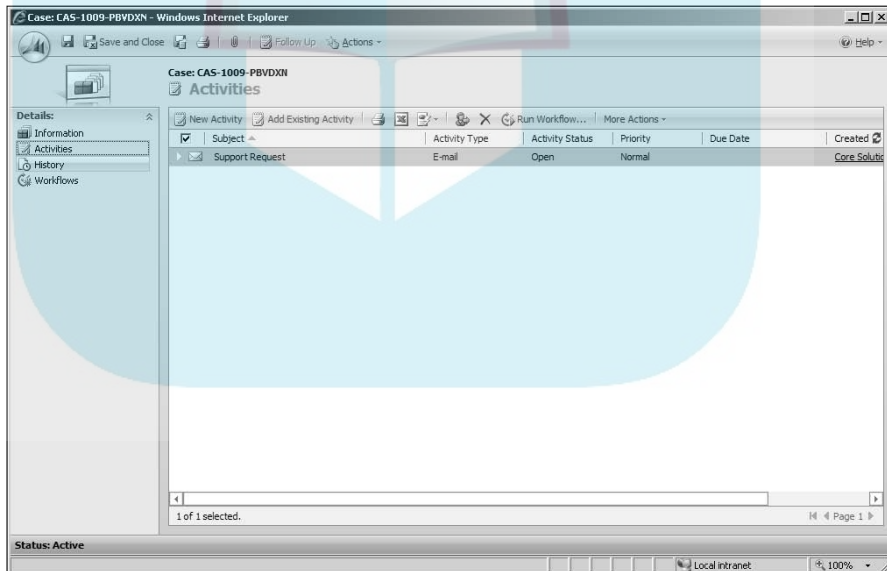 Case: CAS-1009-PBVDXN - Windows Internet Explorer
Save and Close Follow Up Actions Help
Case: CAS-1009-PBVDXN
Activities
Details:
Information
Activities
History
Workflows
New Activity Add Existing Activity Run Workflow... More Actions
Subject Activity Type Activity Status Priority Due Date Created
Support Request E-mail Open Normal Core Solutic
1 of 1 selected. Page 1
Status: Active
Local intranet 100%